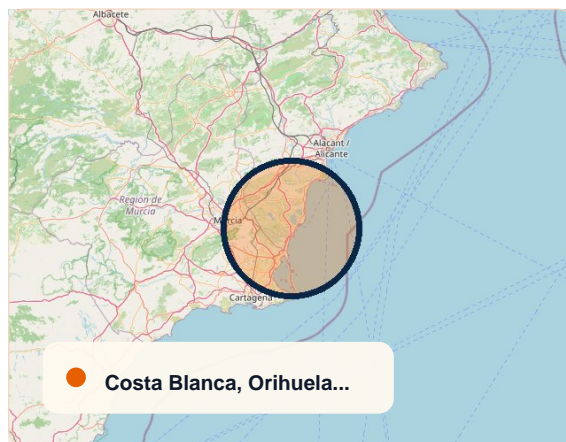 Albacete
Alacant /
Alicante
Región de
Murcia
Murcia
Cartagena
Costa Blanca, Orihuela...